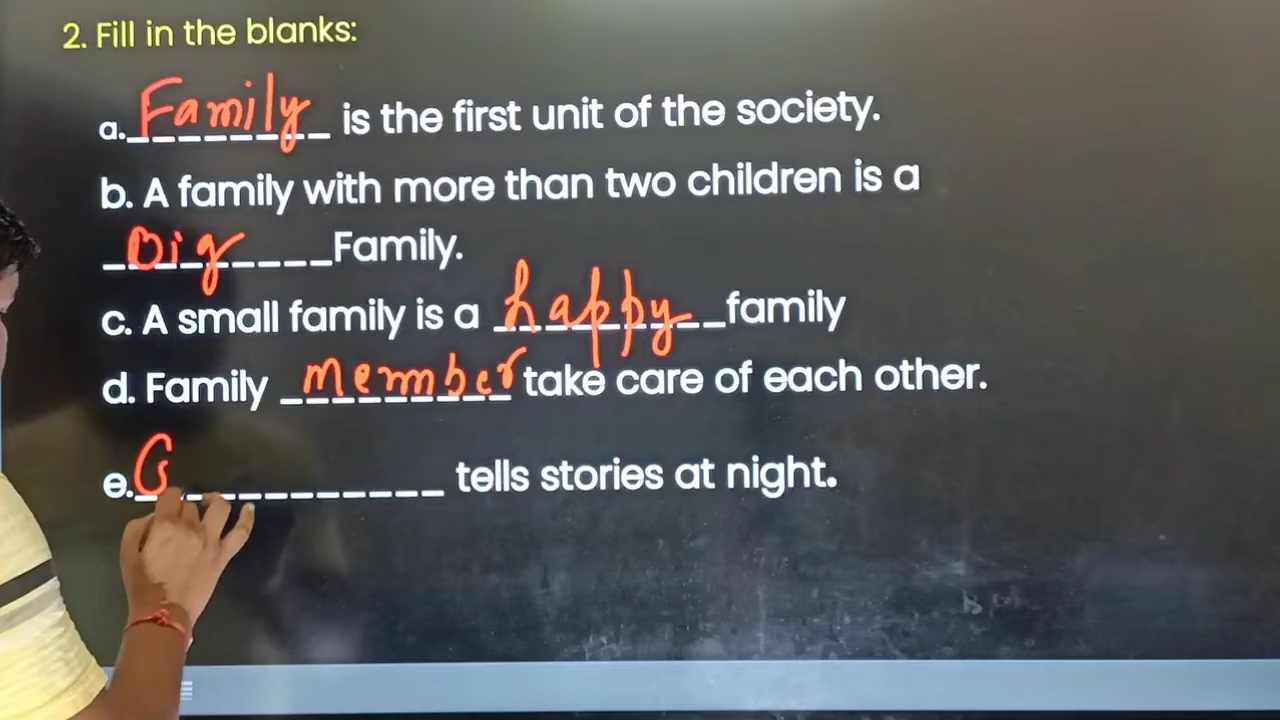 2. Fill in the blanks:
a. Family is the first unit of the society.
b. A family with more than two children is a
Big Family.
c. A small family is a happy family
d. Family member take care of each other.
e. G tells stories at night.